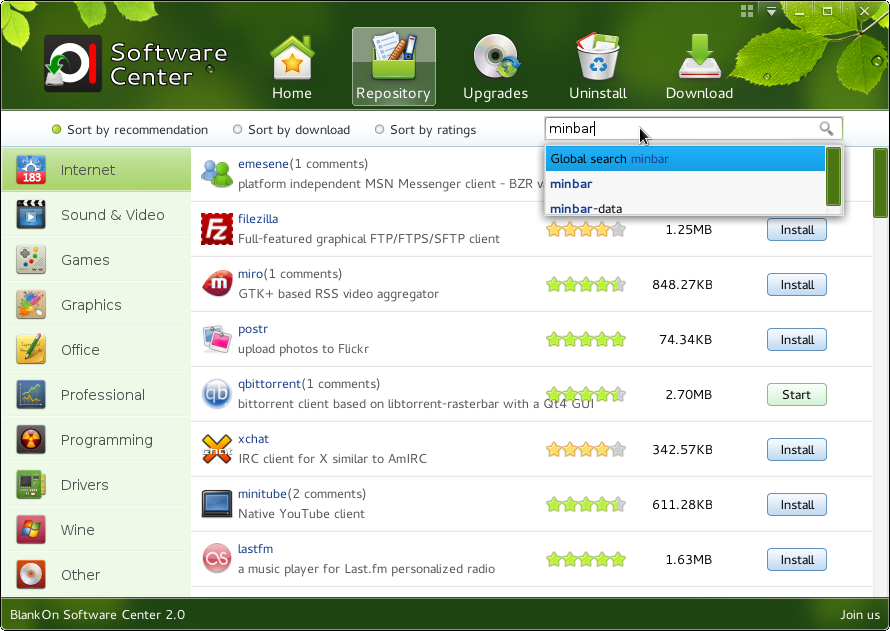 Software
Center
Home
Repository
Upgrades
Uninstall
Download
Sort by recommendation
Sort by download
Sort by ratings
minbar
Global search minbar
minbar
minbar-data
183
Internet
Sound & Video
Games
Graphics
Office
Professional
Programming
Drivers
Wine
Other
emesene(1 comments)
platform independent MSN Messenger client - BZR v
Fz
filezilla
Full-featured graphical FTP/FTPS/SFTP client
1.25MB
Install
m
miro(1 comments)
GTK+ based RSS video aggregator
848.27KB
Install
postr
upload photos to Flickr
74.34KB
Install
qb
qbittorrent(1 comments)
bittorrent client based on libtorrent-rasterbar with a Qt4 GUI
2.70MB
Start
xchat
IRC client for X similar to AmIRC
342.57KB
Install
minitube(2 comments)
Native YouTube client
611.28KB
Install
lastfm
a music player for Last.fm personalized radio
1.63MB
Install
BlankOn Software Center 2.0
Join us